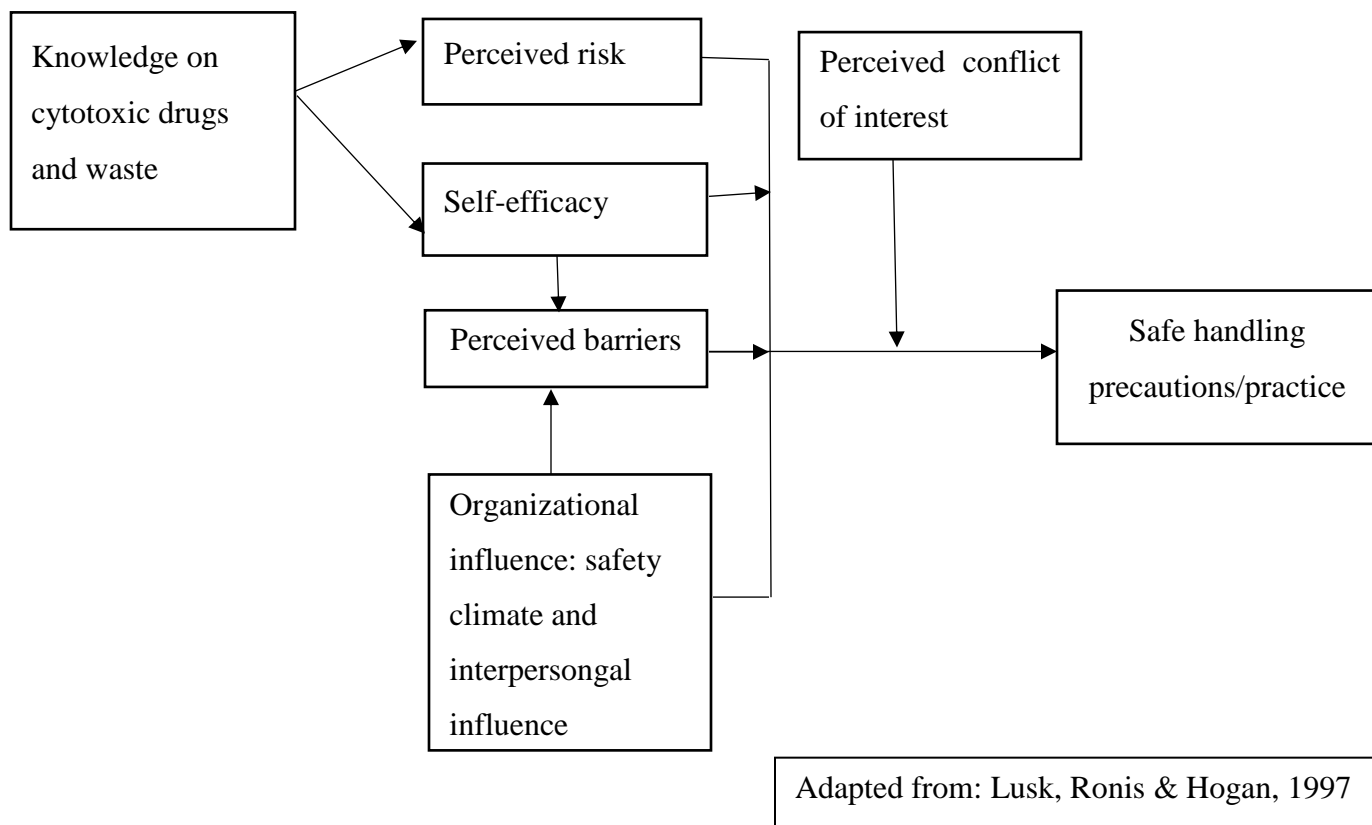 Knowledge on
cytotoxic drugs
and waste
Perceived risk
Self-efficacy
Perceived barriers
Organizational
influence: safety
climate and
interpersongal
influence
Perceived conflict
of interest
Safe handling
precautions/practice
Adapted from: Lusk, Ronis & Hogan, 1997